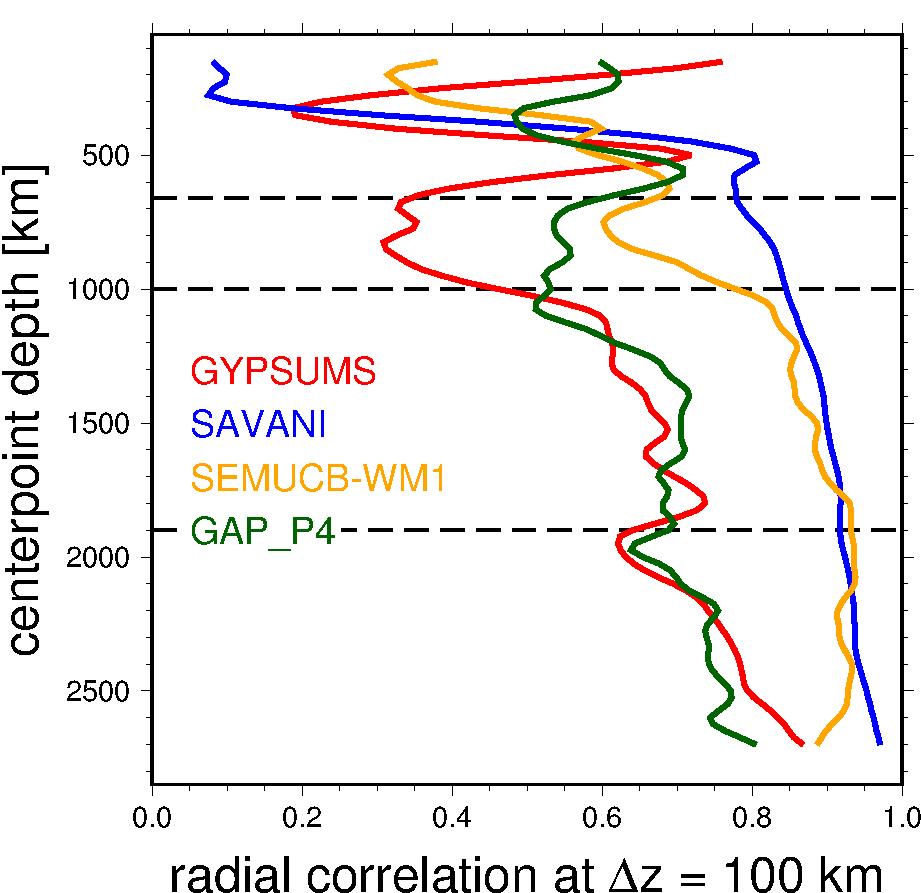 centerpoint depth [km]
500
1000
1500
2000
2500
GYPSUMS
SAVANI
SEMUCB-WM1
GAP_P4
0.0 0.2 0.4 0.6 0.8 1.0
radial correlation at Δz = 100 km